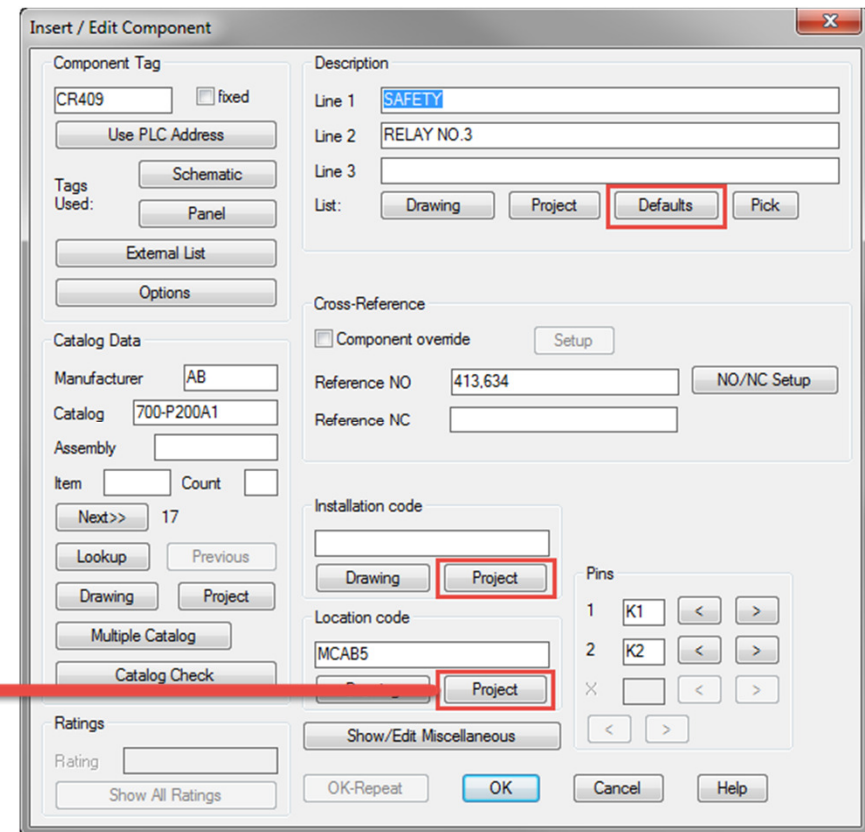 Insert / Edit Component
Component Tag
CR409 fixed
Use PLC Address
Tags Used:
Schematic
Panel
External List
Options
Description
Line 1 SAFETY
Line 2 RELAY NO.3
Line 3
List: Drawing Project Defaults Pick
Cross-Reference
Component override Setup
Reference NO 413,634 NO/NC Setup
Reference NC
Catalog Data
Manufacturer AB
Catalog 700-P200A1
Assembly
Item Count
Next>> 17
Lookup Previous
Drawing Project
Multiple Catalog
Catalog Check
Installation code
Drawing Project
Location code
MCAB5
Project
Show/Edit Miscellaneous
Pins
1 K1 < >
2 K2 < >
X < >
< >
Ratings
Rating
Show All Ratings
OK-Repeat OK Cancel Help